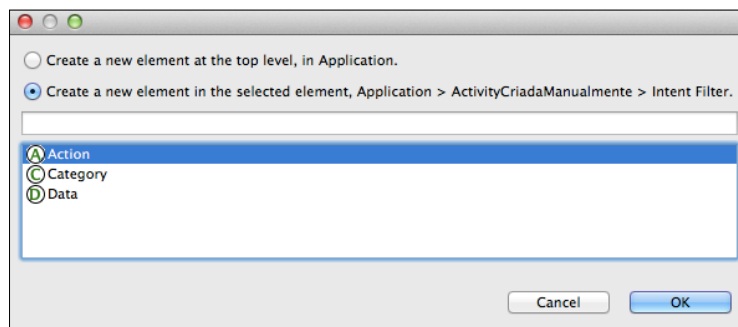 Create a new element at the top level, in Application.
Create a new element in the selected element, Application > ActivityCriadaManualmente > Intent Filter.
A Action
C Category
D Data
Cancel OK